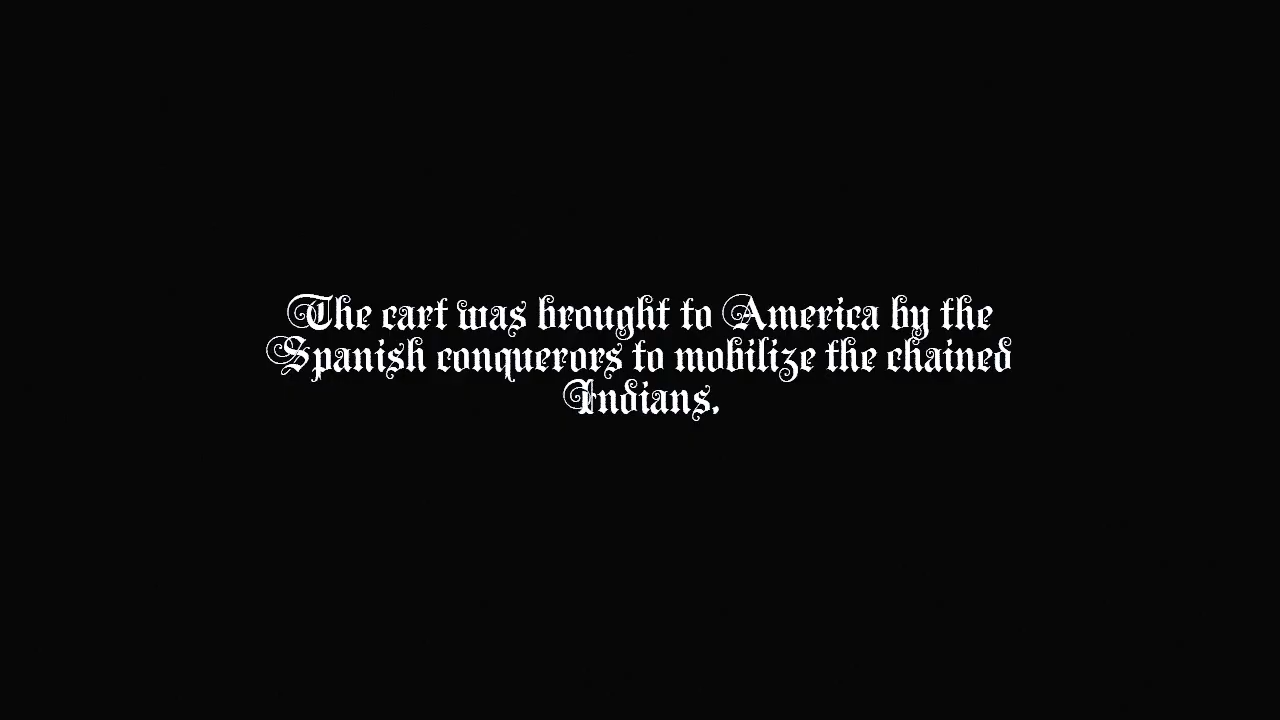 The cart was brought to America by the
Spanish conquerors to mobilize the chained
Indians.